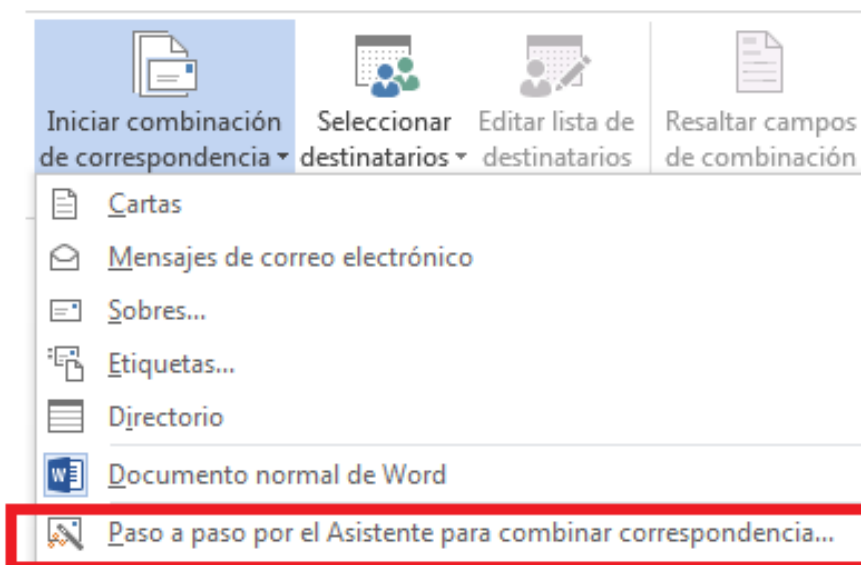 Iniciar combinación
de correspondencia
Seleccionar
destinatarios
Editar lista de
destinatarios
Resaltar campos
de combinación
Cartas
Mensajes de correo electrónico
Sobres...
Etiquetas...
Directorio
Documento normal de Word
Paso a paso por el Asistente para combinar correspondencia...